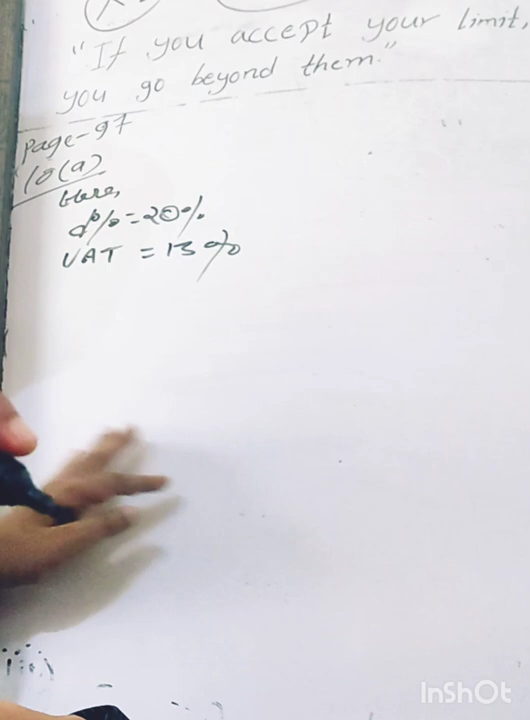 "If you accept your limit,
you go beyond them."
Page-97
10(a)
Here,
d% = 20%
VAT = 13%
InShOt